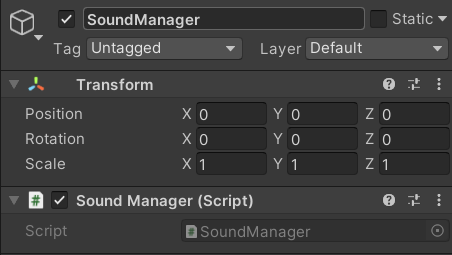 SoundManager Static
Tag Untagged Layer Default
Transform
Position X 0 Y 0 Z 0
Rotation X 0 Y 0 Z 0
Scale X 1 Y 1 Z 1
# Sound Manager (Script)
Script # SoundManager